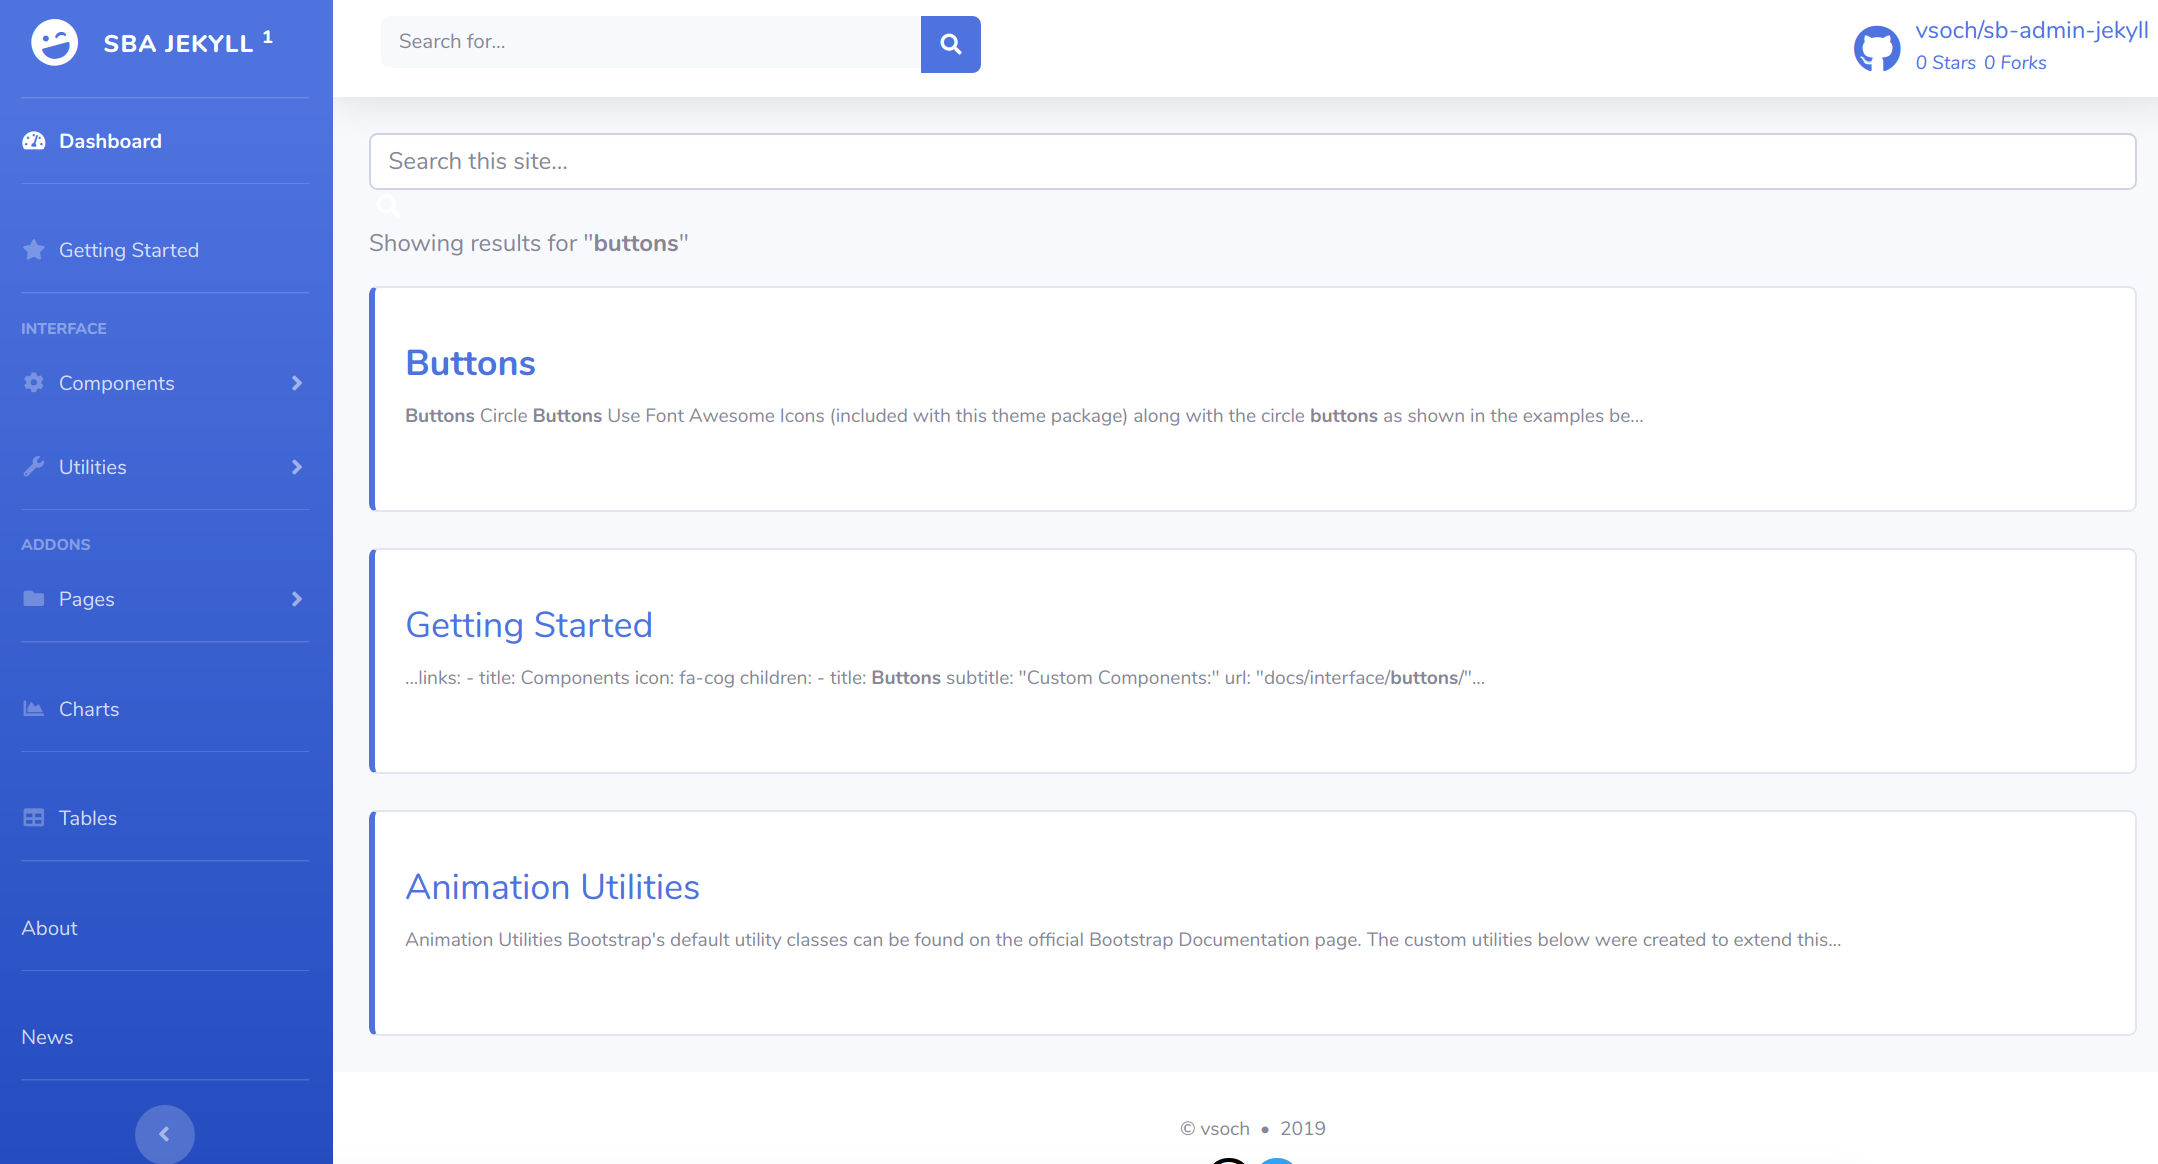 SBA JEKYLL 1
Search for...
vsoch/sb-admin-jekyll
0 Stars 0 Forks
Dashboard
Getting Started
INTERFACE
Components
Utilities
ADDONS
Pages
Charts
Tables
About
News
Search this site...
Showing results for "buttons"
Buttons
Buttons Circle Buttons Use Font Awesome Icons (included with this theme package) along with the circle buttons as shown in the examples be...
Getting Started
...links: - title: Components icon: fa-cog children: - title: Buttons subtitle: "Custom Components:" url: "docs/interface/buttons/"...
Animation Utilities
Animation Utilities Bootstrap's default utility classes can be found on the official Bootstrap Documentation page. The custom utilities below were created to extend this...
© vsoch • 2019